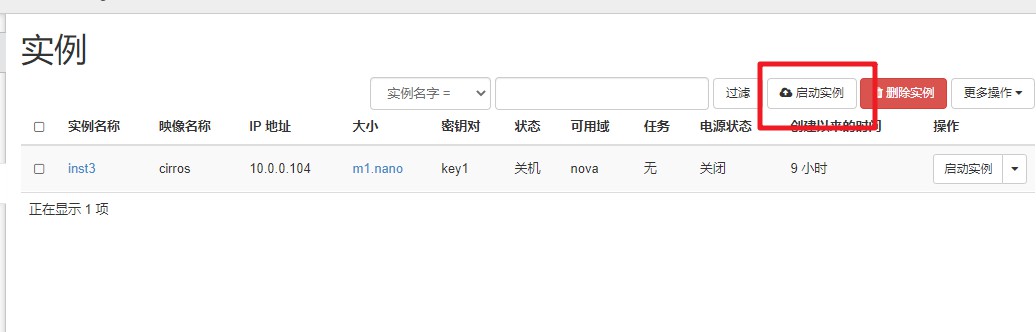 实例
实例名字 = 过滤 启动实例 删除实例 更多操作
实例名称 映像名称 IP 地址 大小 密钥对 状态 可用域 任务 电源状态 创建以来的时间 操作
inst3 cirros 10.0.0.104 m1.nano key1 关机 nova 无 关闭 9 小时 启动实例
正在显示 1 项